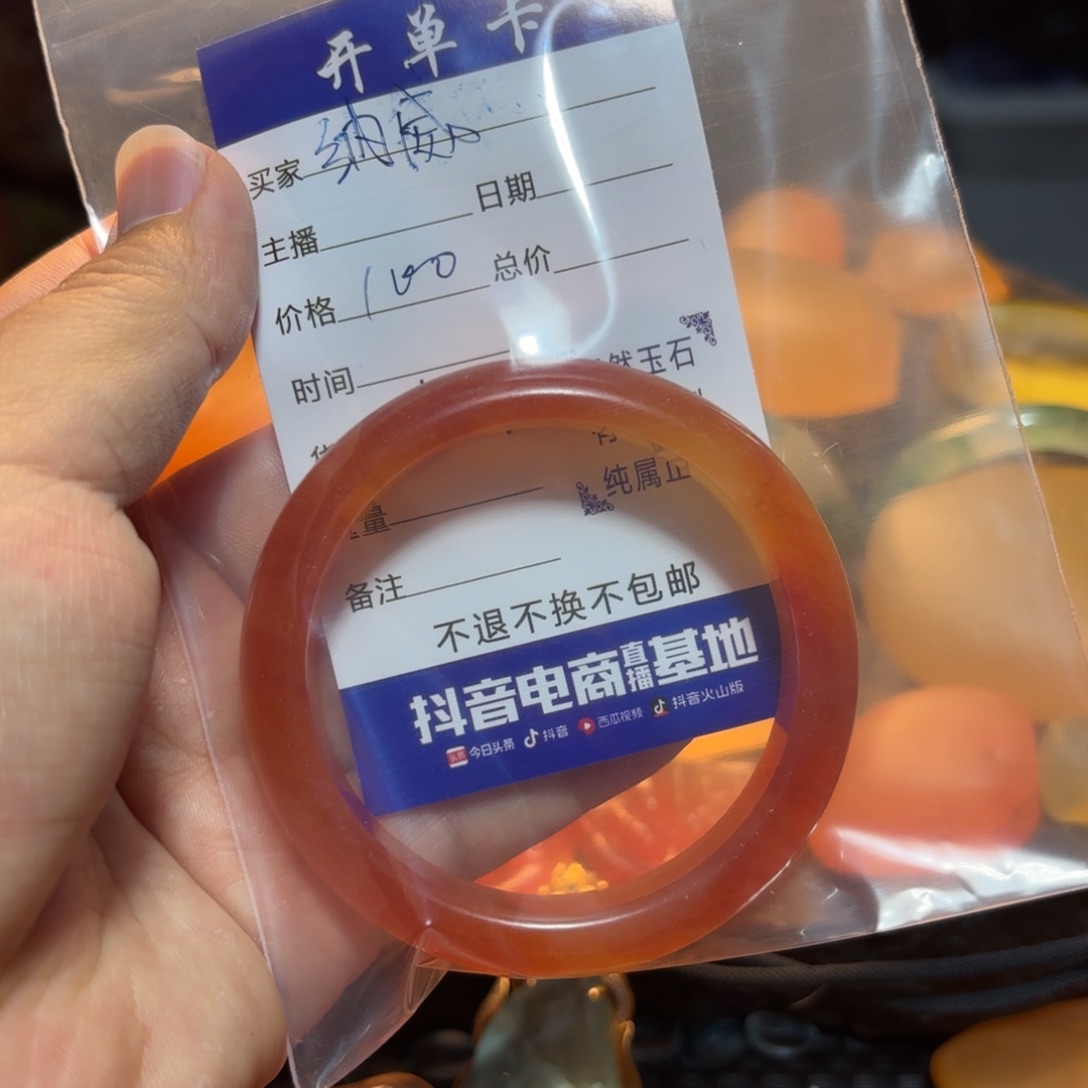 开单卡
买家
主播 日期
价格 100 总价
时间 然玉石
量 纯属正
备注
不退不换不包邮
抖音电商直播基地
今日头条 抖音 西瓜视频 抖音火山版